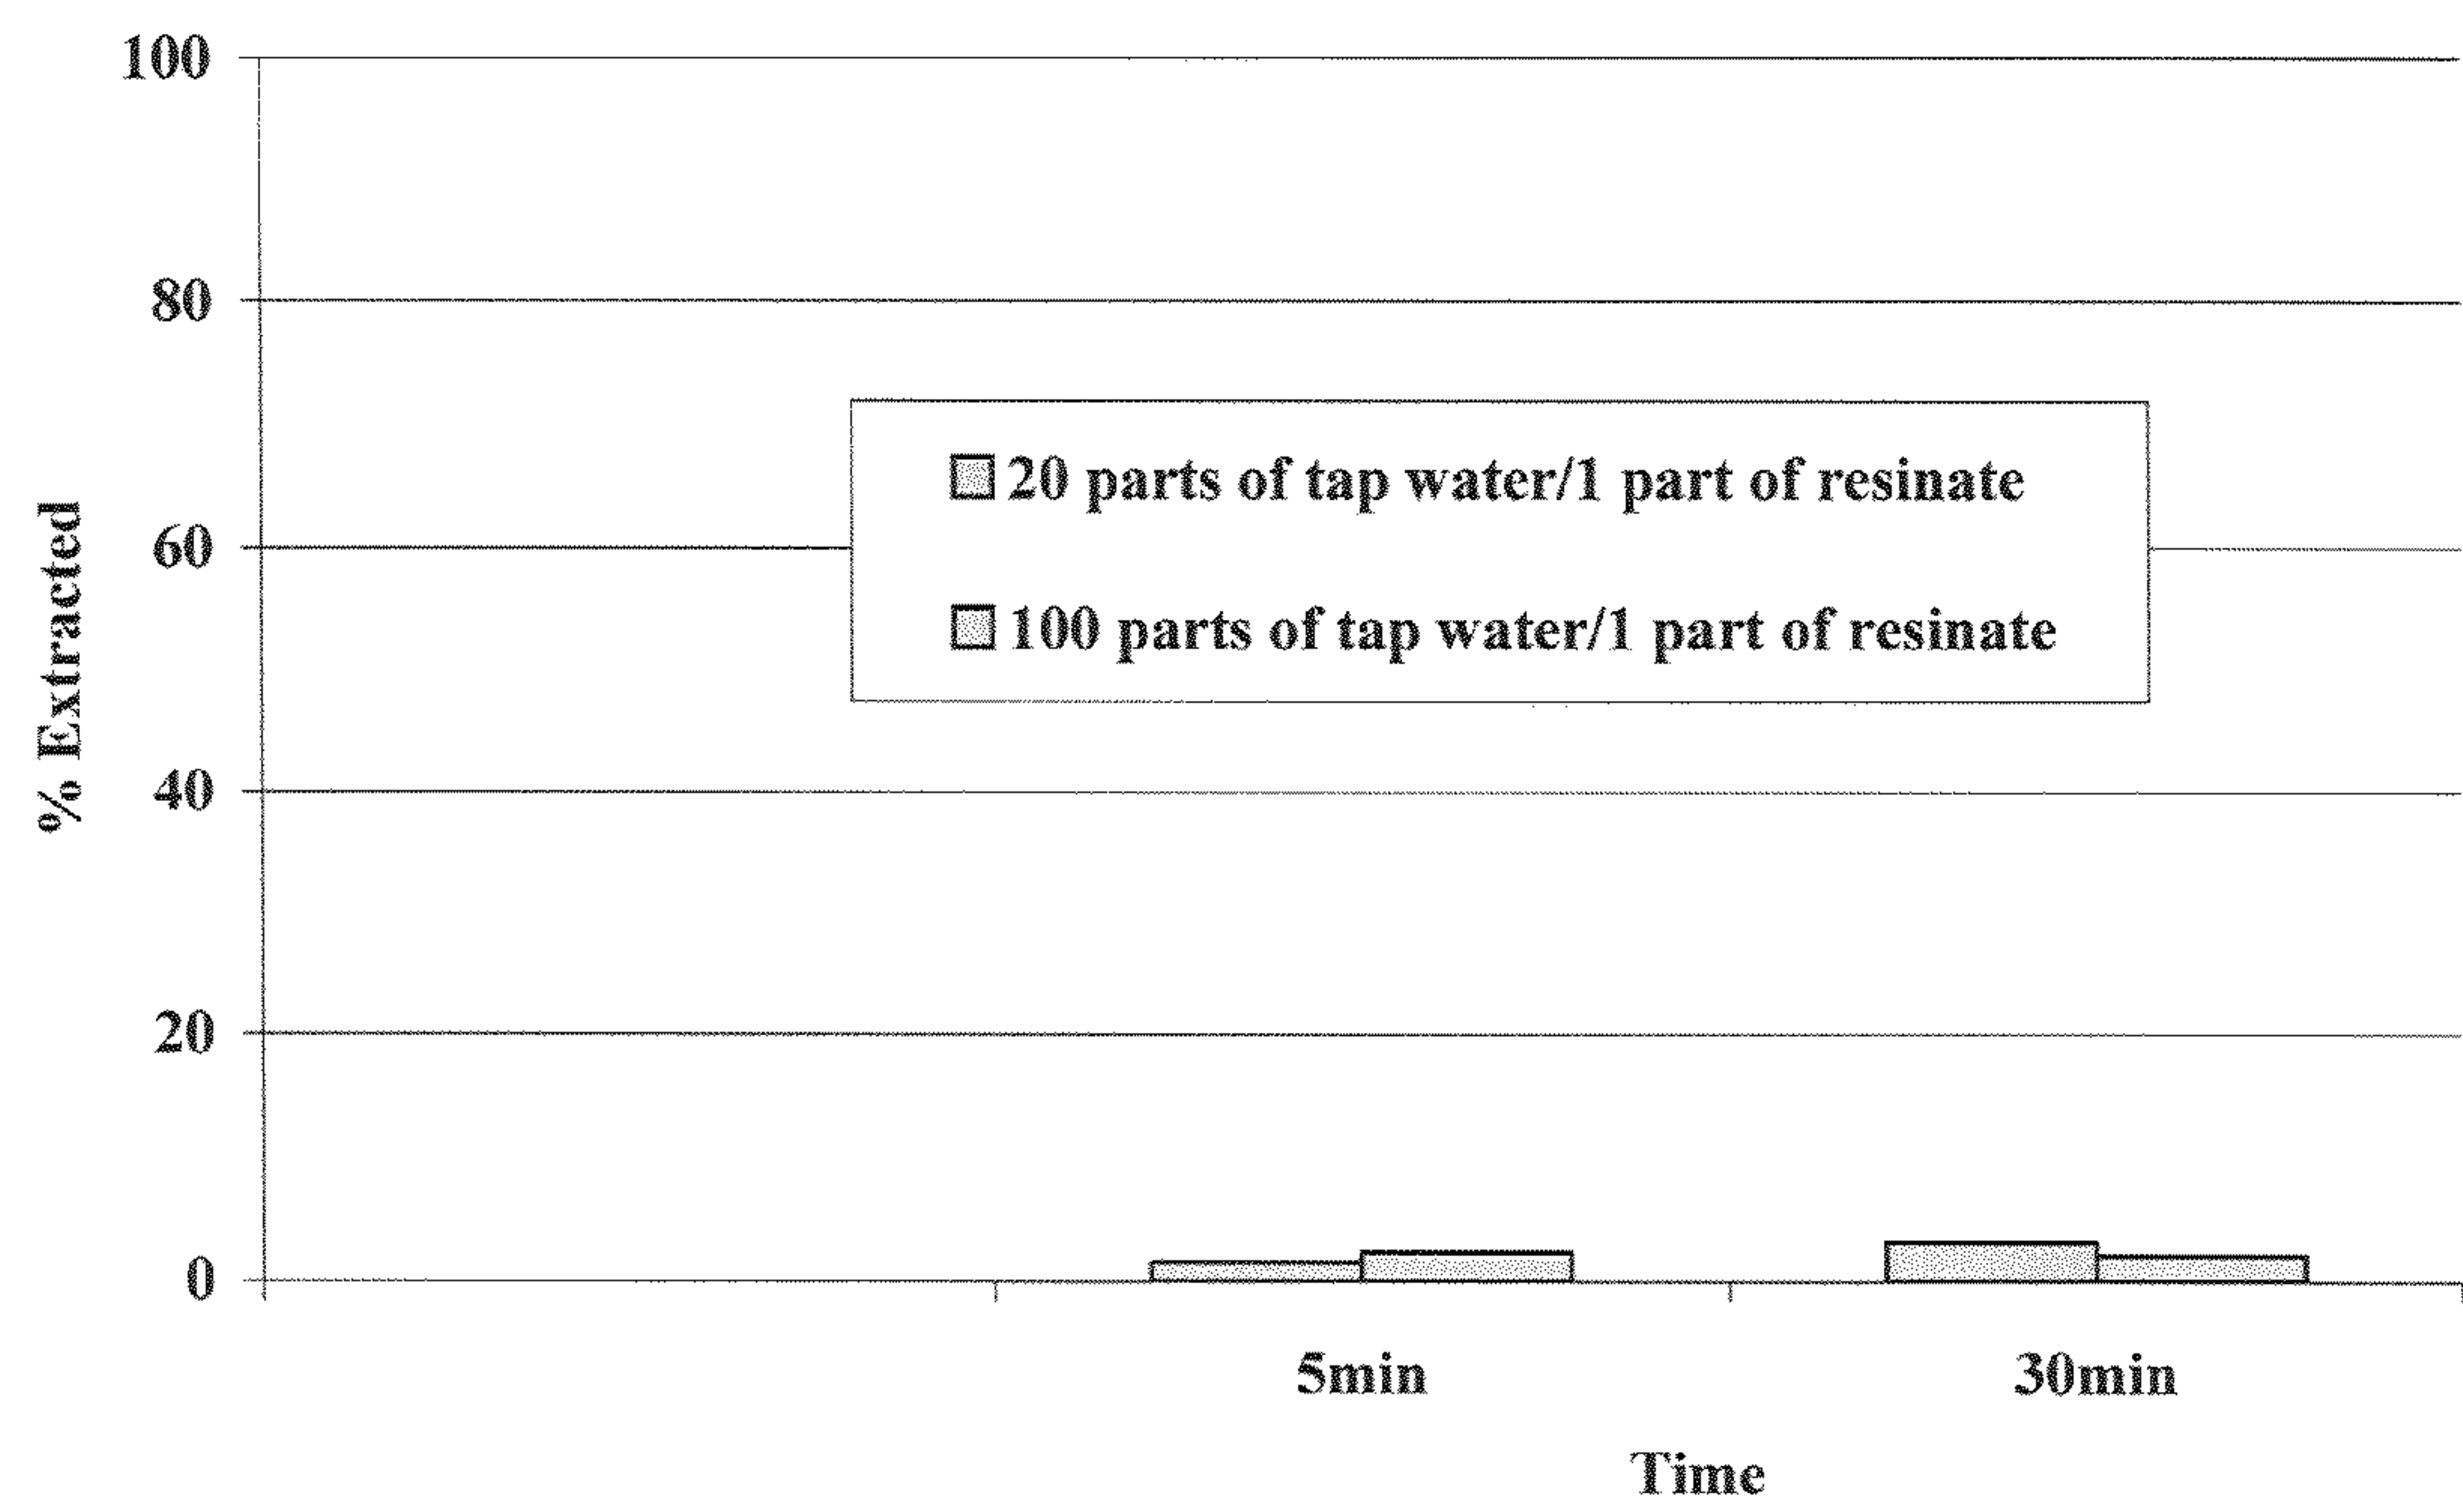 100
80
60
40
20
0
% Extracted
20 parts of tap water/1 part of resinate
100 parts of tap water/1 part of resinate
5min
30min
Time